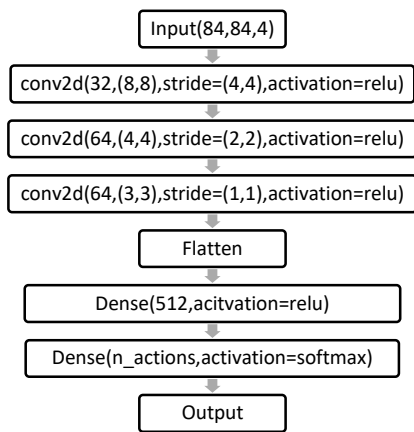 Input(84,84,4)
conv2d(32,(8,8),stride=(4,4),activation=relu)
conv2d(64,(4,4),stride=(2,2),activation=relu)
conv2d(64,(3,3),stride=(1,1),activation=relu)
Flatten
Dense(512,acitvation=relu)
Dense(n_actions,activation=softmax)
Output